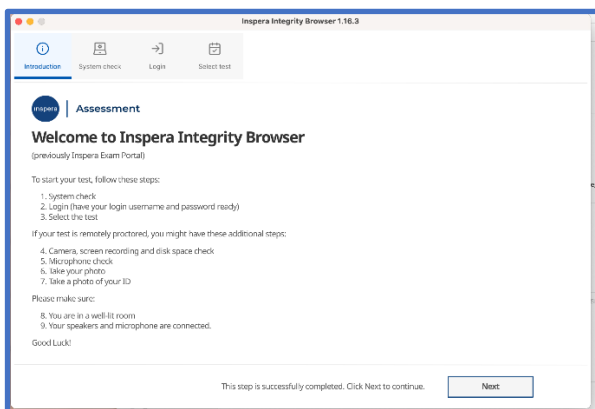 Inspera Integrity Browser 1.16.3
Introduction
System check
Login
Select test
inspera
Assessment
Welcome to Inspera Integrity Browser
(previously Inspera Exam Portal)
To start your test, follow these steps:
1. System check
2. Login (have your login username and password ready)
3. Select the test
If your test is remotely proctored, you might have these additional steps:
4. Camera, screen recording and disk space check
5. Microphone check
6. Take your photo
7. Take a photo of your ID
Please make sure:
8. You are in a well-lit room
9. Your speakers and microphone are connected.
Good Luck!
This step is successfully completed. Click Next to continue.
Next